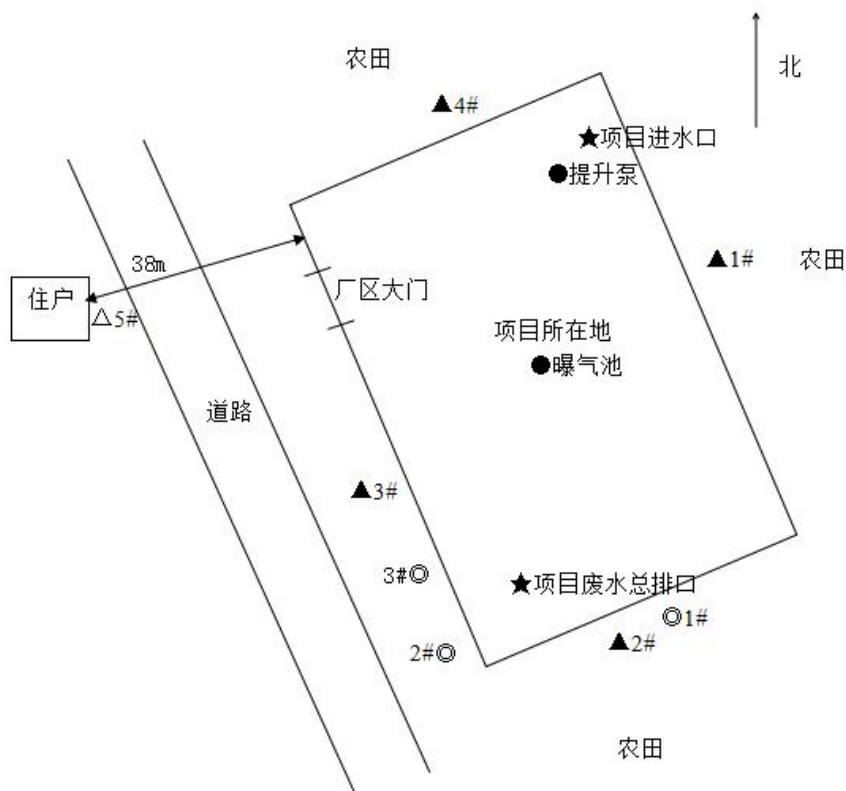 农田
北
▲4#
★项目进水口
●提升泵
▲1#
农田
38m
住户
厂区大门
△5#
项目所在地
●曝气池
道路
▲3#
3#◎
★项目废水总排口
◎1#
2#◎
▲2#
农田